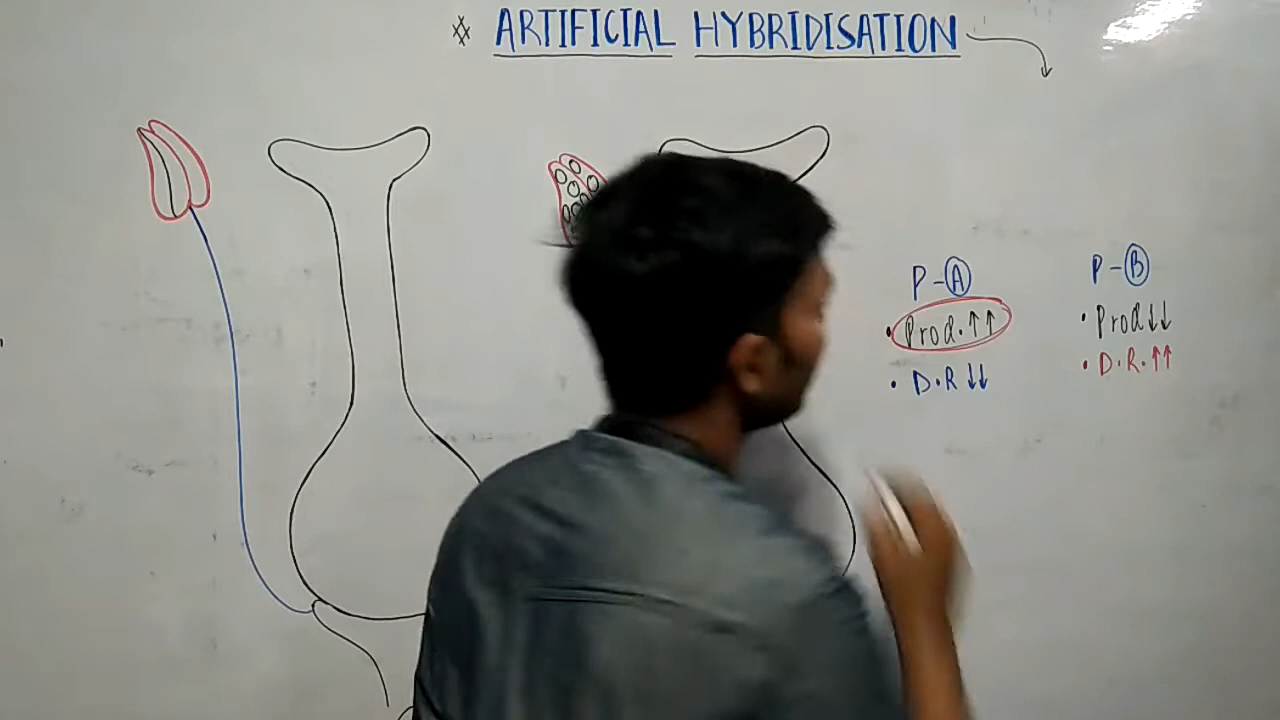 * ARTIFICIAL HYBRIDISATION
P-A
• Prod.↑↑
• D.R↓↓
P-B
• Prod↓↓
• D.R.↑↑